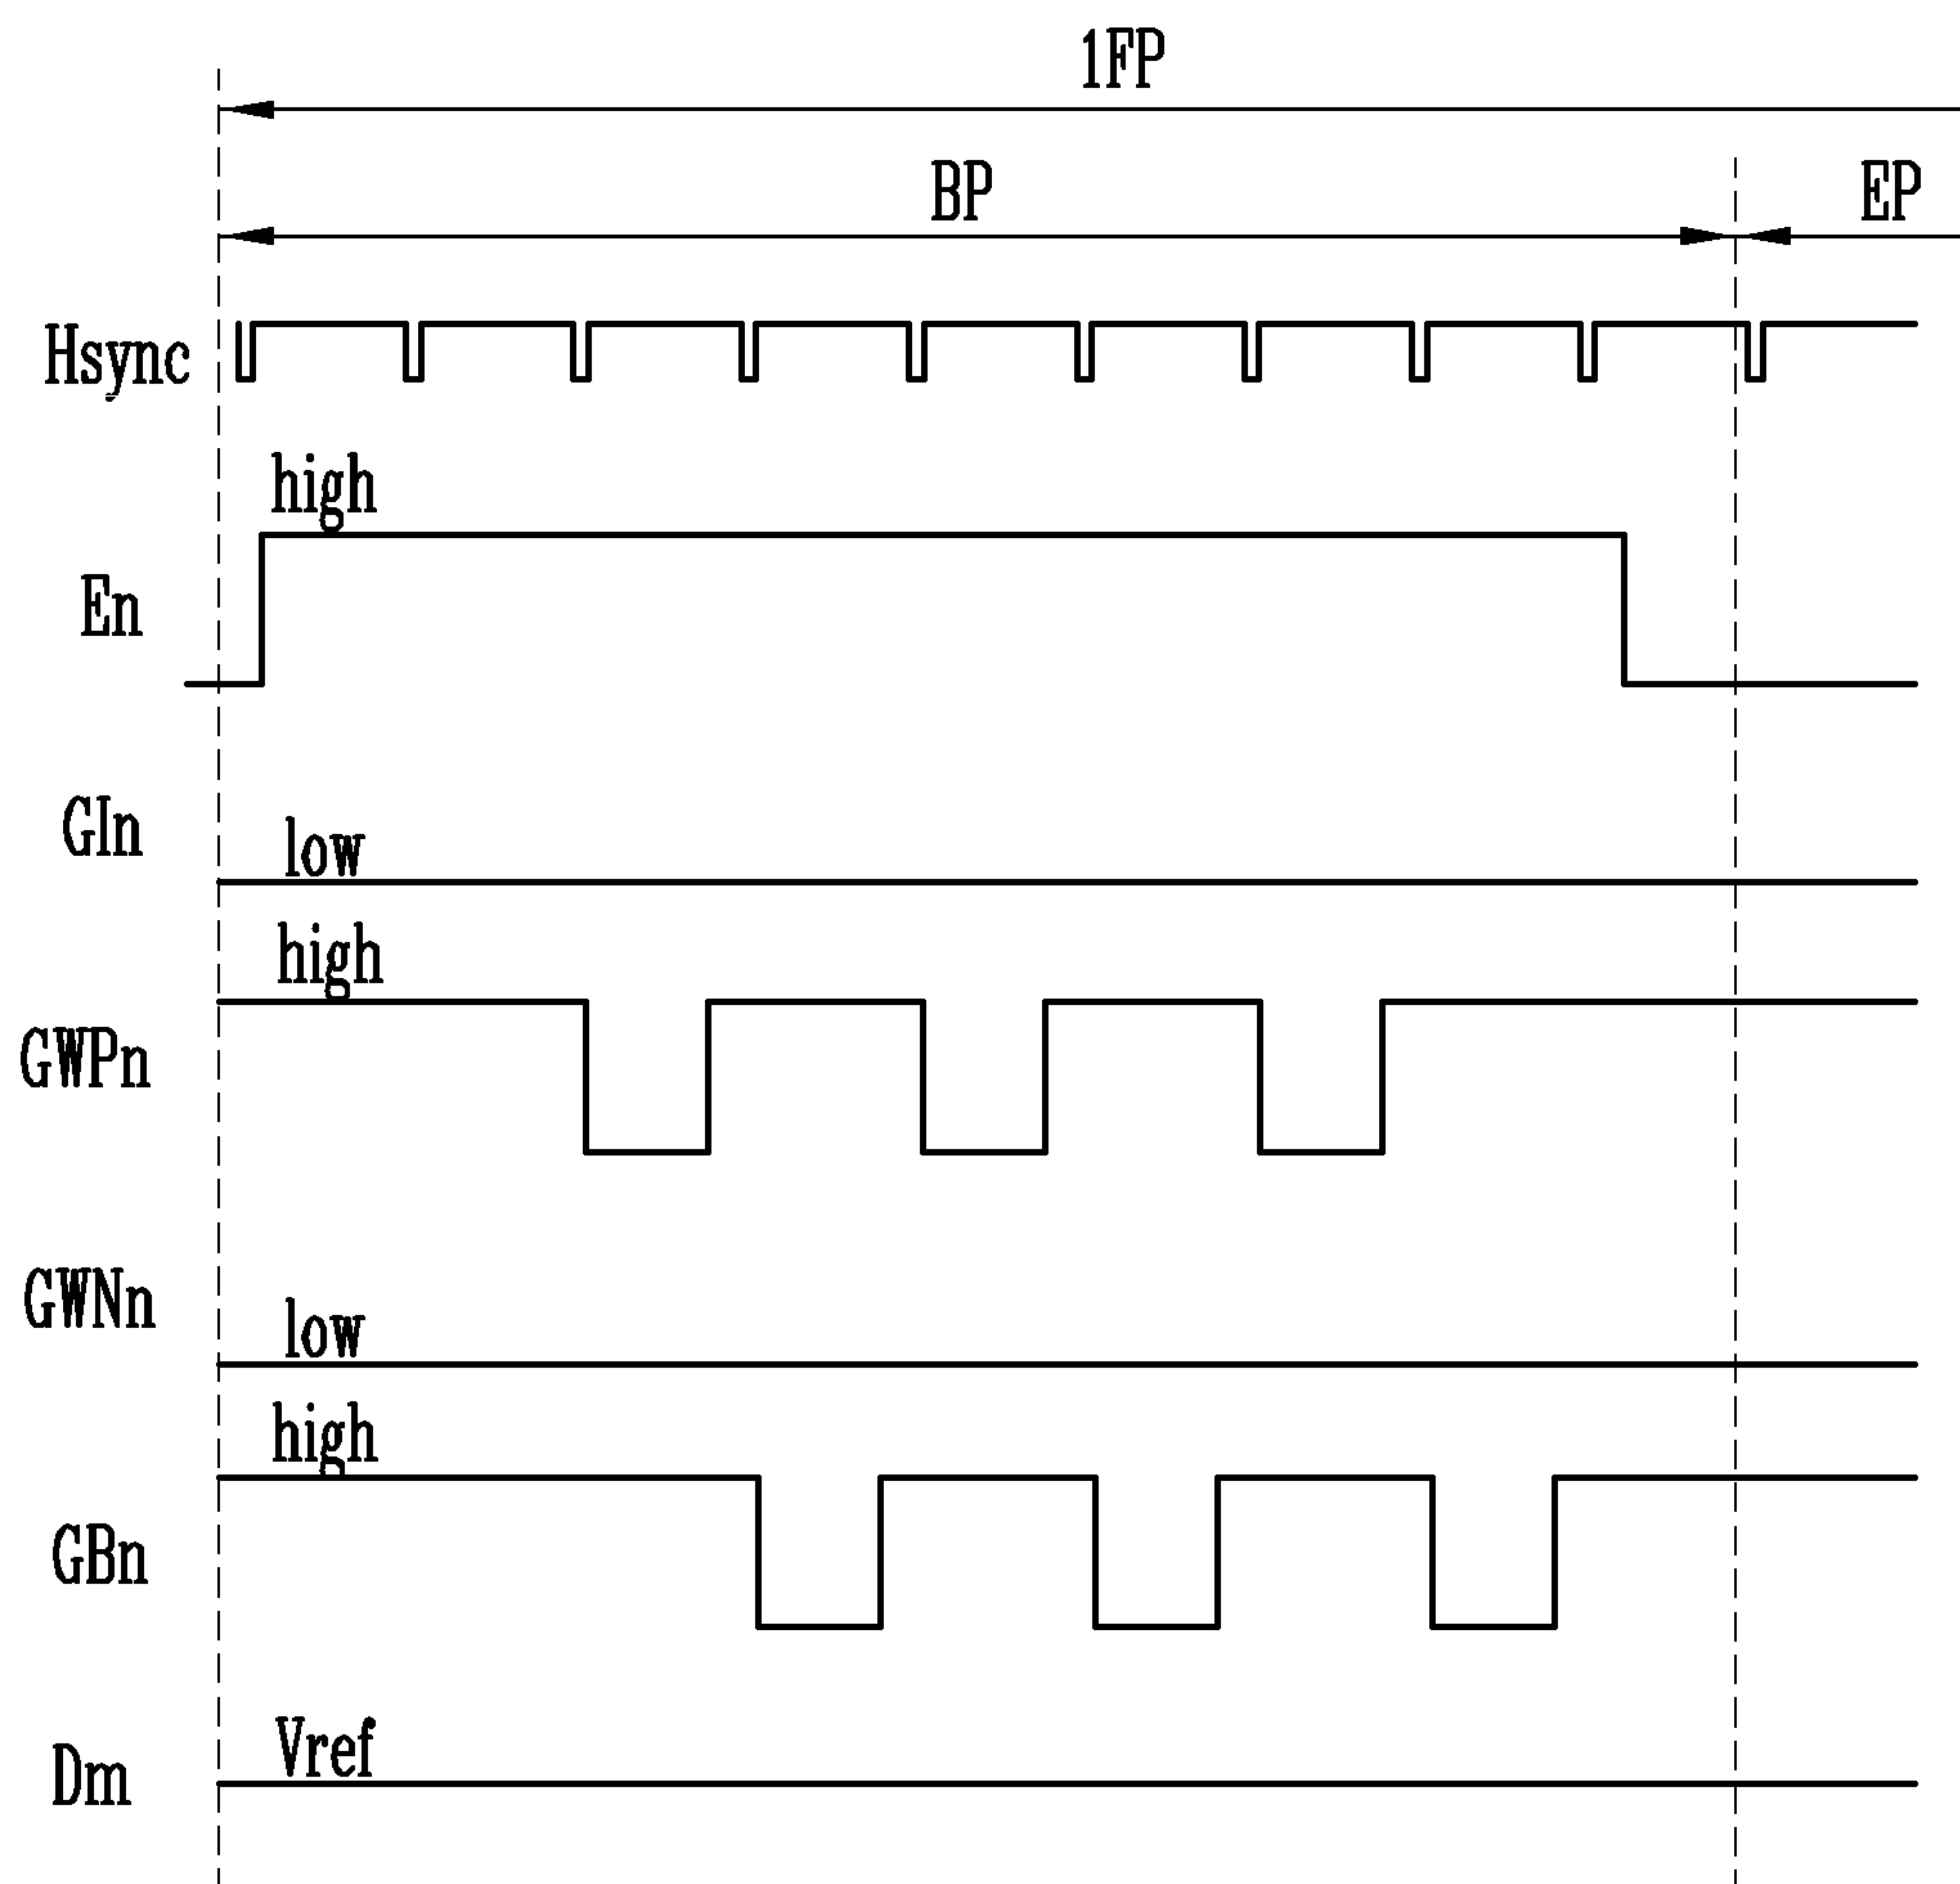 1FP
BP EP
Hsync
high
En
GIn
low
high
GWPn
GWNn
low
high
GBn
Vref
Dm